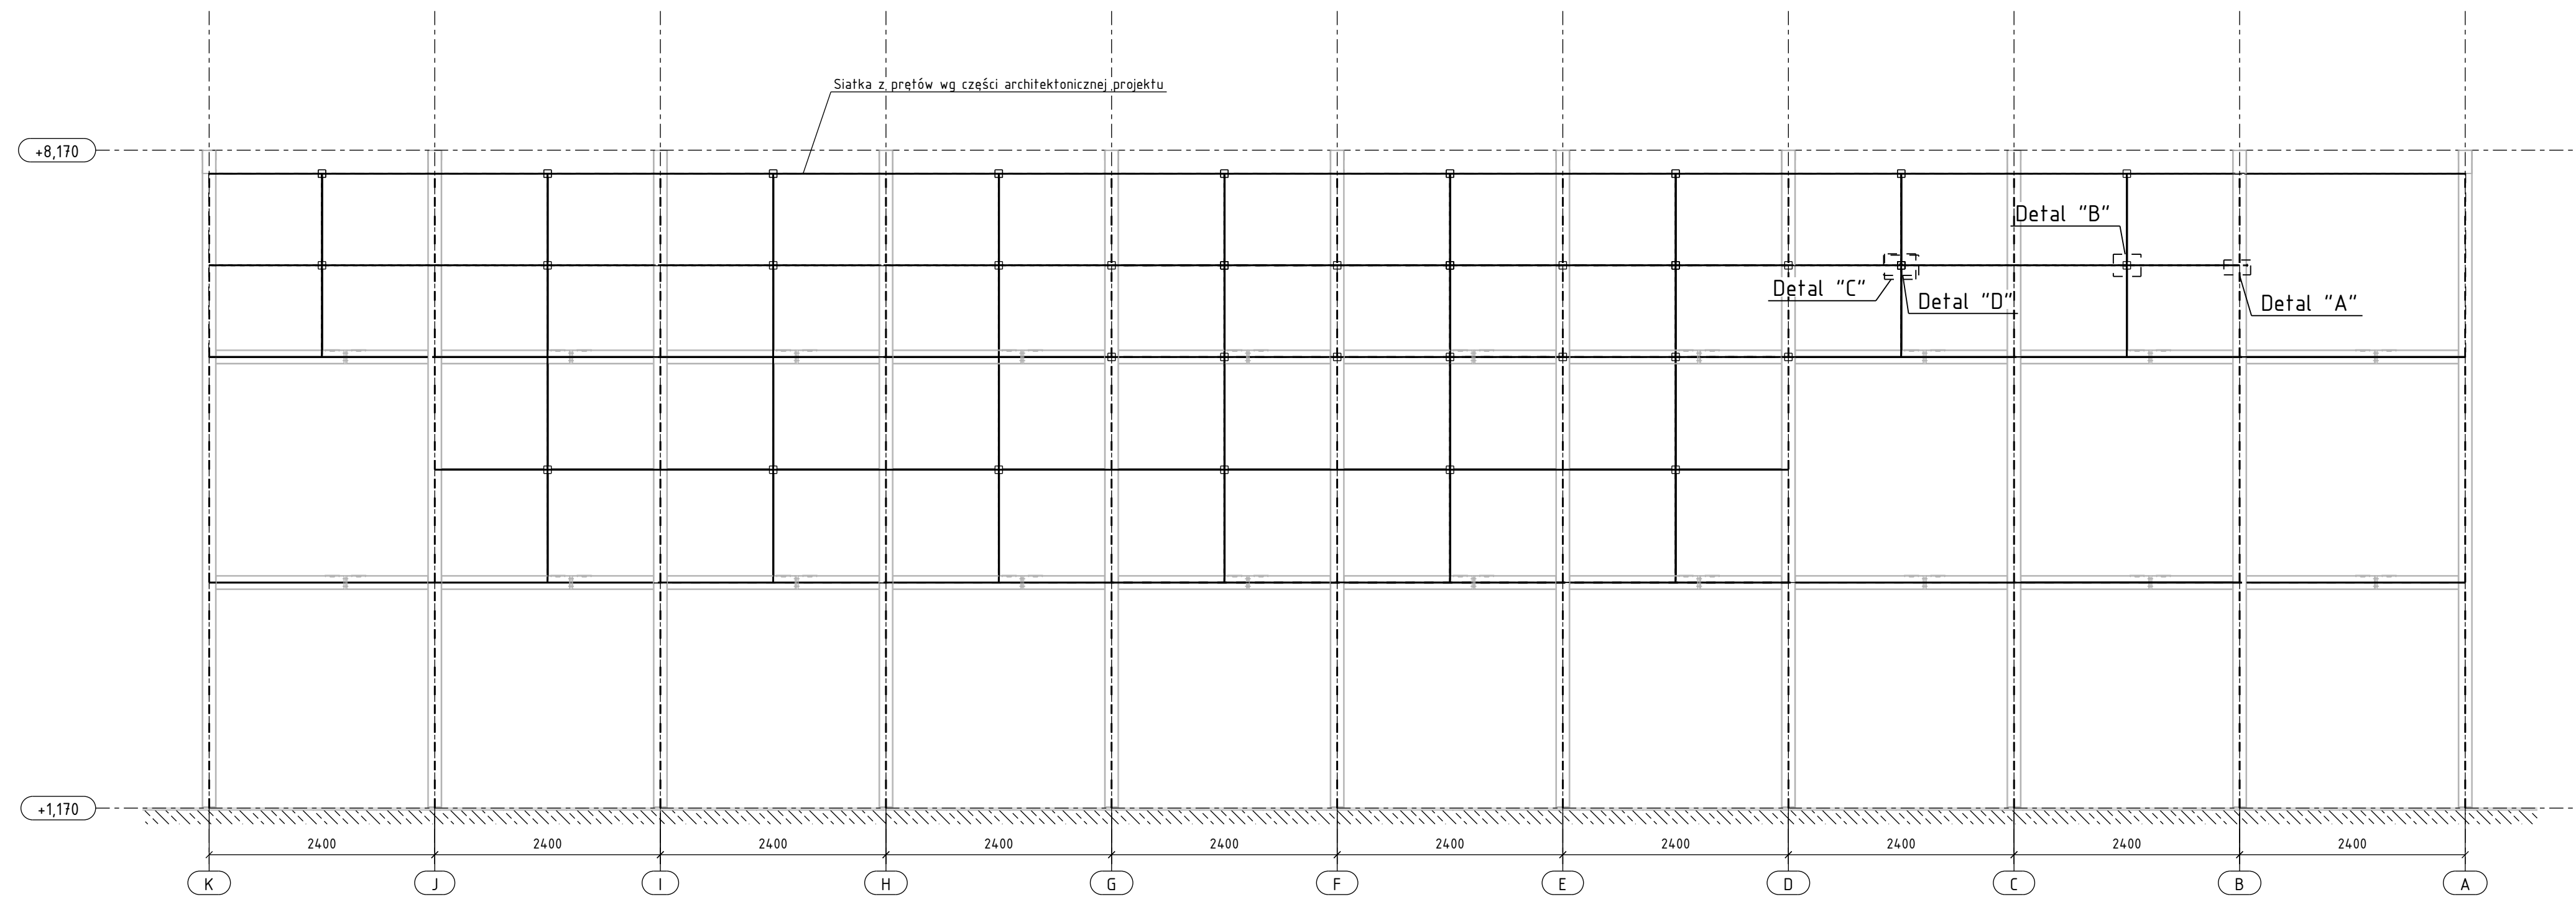 Siatka z prętów wg części architektonicznej projektu
+8,170
Detal "B"
Detal "C"
Detal "D"
Detal "A"
+1,170
2400 2400 2400 2400 2400 2400 2400 2400 2400 2400
K J I H G F E D C B A